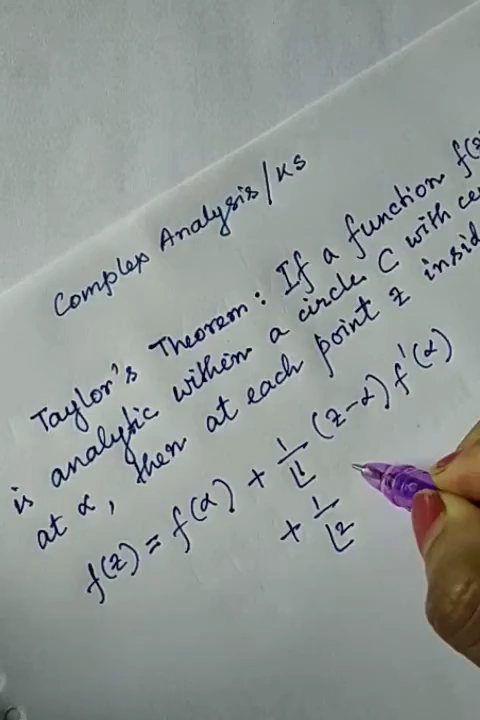 Complex Analysis/KS
Taylor's Theorem: If a function f(z
is analytic within a circle C with
at α, then at each point z
f(z) = f(α) + 1/⌊1 (z-α) f'(α)
+ 1/⌊2